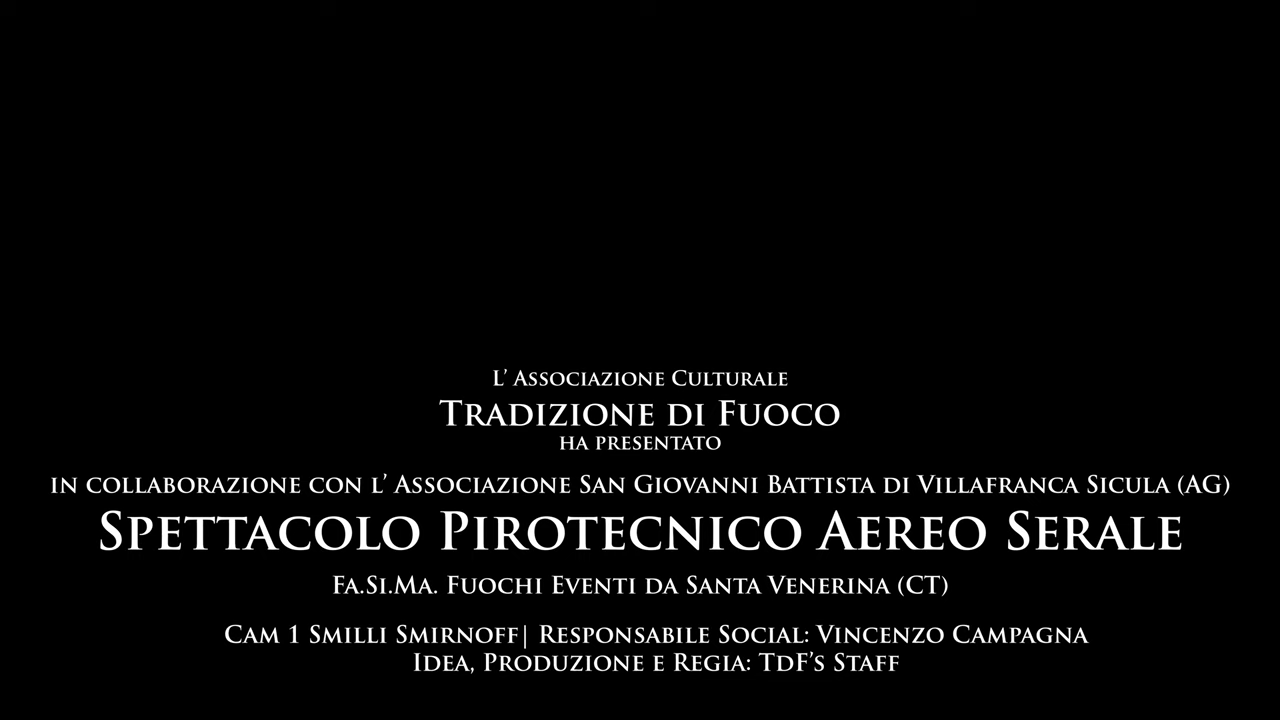 L' Associazione Culturale
Tradizione di Fuoco
ha presentato
in collaborazione con l' Associazione San Giovanni Battista di Villafranca Sicula (AG)
Spettacolo Pirotecnico Aereo Serale
Fa.Si.Ma. Fuochi Eventi da Santa Venerina (CT)
Cam 1 Smilli Smirnoff| Responsabile Social: Vincenzo Campagna
Idea, Produzione e Regia: TdF's Staff